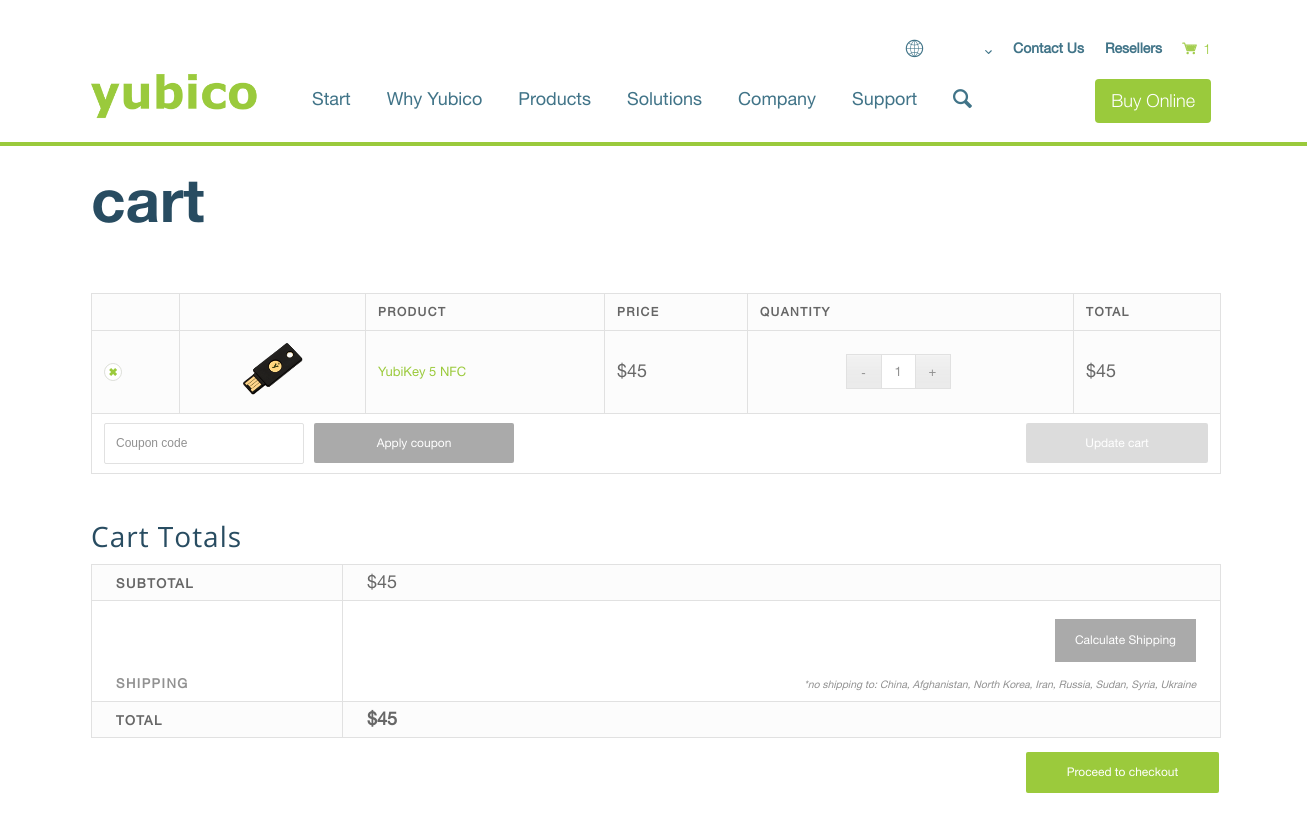 Contact Us Resellers 1
yubico Start Why Yubico Products Solutions Company Support Buy Online
cart
PRODUCT PRICE QUANTITY TOTAL
YubiKey 5 NFC $45 - 1 + $45
Coupon code Apply coupon Update cart
Cart Totals
SUBTOTAL $45
Calculate Shipping
SHIPPING *no shipping to: China, Afghanistan, North Korea, Iran, Russia, Sudan, Syria, Ukraine
TOTAL $45
Proceed to checkout